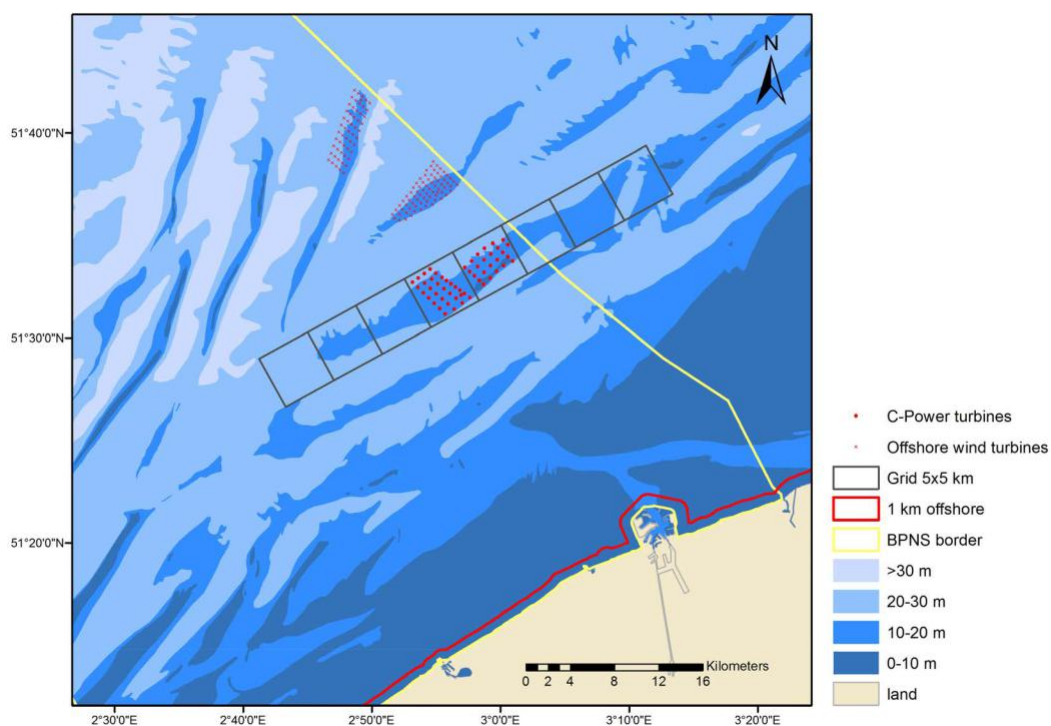 N
51°40'0"N
51°30'0"N
51°20'0"N
2°30'0"E 2°40'0"E 2°50'0"E 3°0'0"E 3°10'0"E 3°20'0"E
Kilometers
0 2 4 8 12 16
C-Power turbines
Offshore wind turbines
Grid 5x5 km
1 km offshore
BPNS border
>30 m
20-30 m
10-20 m
0-10 m
land